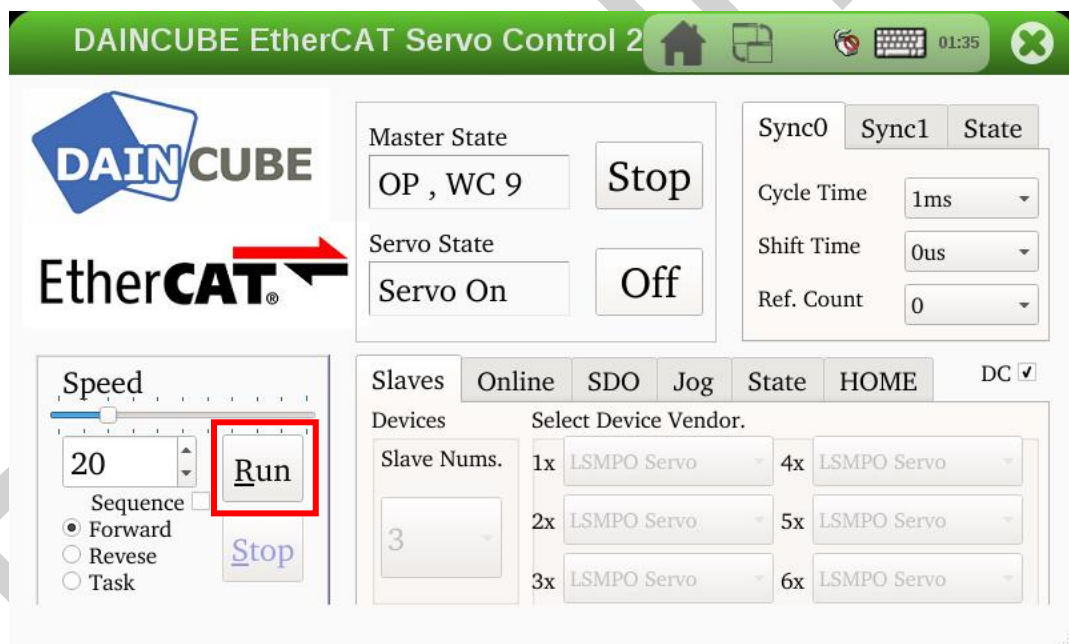 DAINCUBE EtherCAT Servo Control 2
01:35
DAINCUBE
EtherCAT®
Master State
OP , WC 9
Stop
Servo State
Servo On
Off
Sync0 Sync1 State
Cycle Time 1ms
Shift Time 0us
Ref. Count 0
Speed
20
Run
Sequence
Forward
Revese
Task
Stop
Slaves Online SDO Jog State HOME DC
Devices Select Device Vendor.
Slave Nums.
3
1x LSMPO Servo 4x LSMPO Servo
2x LSMPO Servo 5x LSMPO Servo
3x LSMPO Servo 6x LSMPO Servo